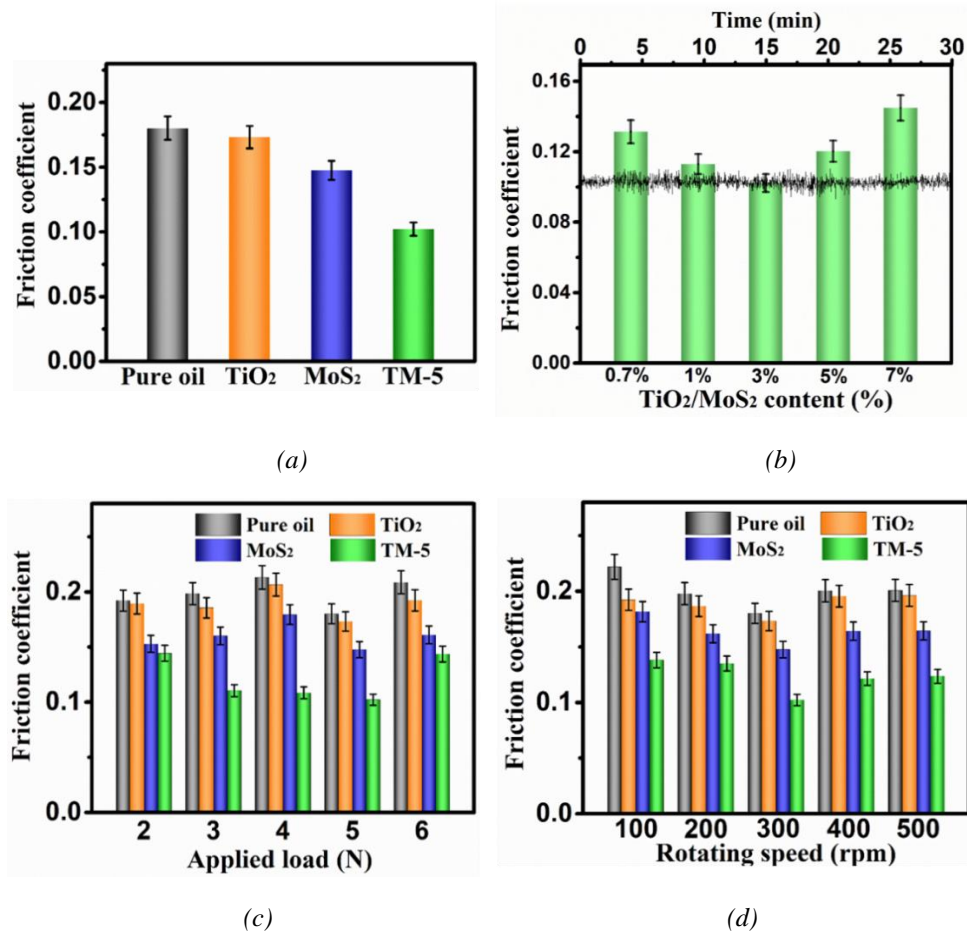 0.20
0.15
0.10
0.05
0.00
Friction coefficient
Pure oil TiO₂ MoS₂ TM-5
(a)
Time (min)
0 5 10 15 20 25 30
0.16
0.12
0.08
0.04
0.00
Friction coefficient
0.7% 1% 3% 5% 7%
TiO₂/MoS₂ content (%)
(b)
Pure oil TiO₂
MoS₂ TM-5
0.2
0.1
0.0
Friction coefficient
2 3 4 5 6
Applied load (N)
(c)
Pure oil TiO₂
MoS₂ TM-5
0.2
0.1
0.0
Friction coefficient
100 200 300 400 500
Rotating speed (rpm)
(d)